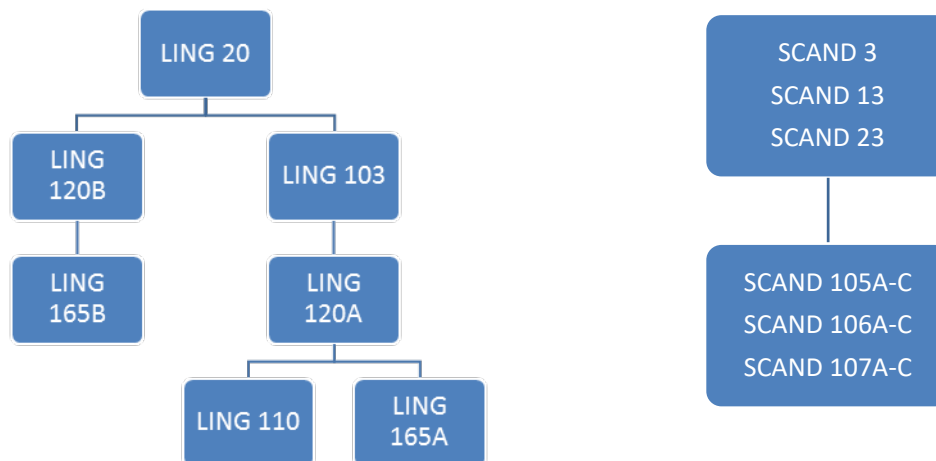 LING 20
LING
120B
LING 103
LING
165B
LING
120A
LING 110
LING
165A
SCAND 3
SCAND 13
SCAND 23
SCAND 105A-C
SCAND 106A-C
SCAND 107A-C